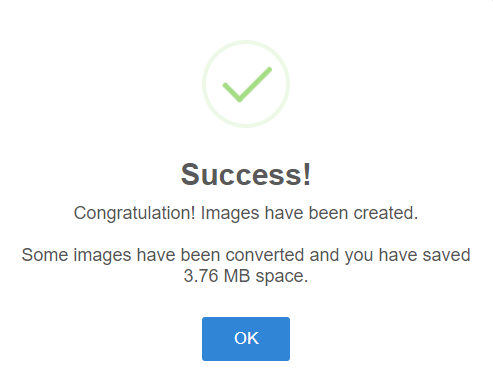 Success!
Congratulation! Images have been created.
Some images have been converted and you have saved
3.76 MB space.
OK